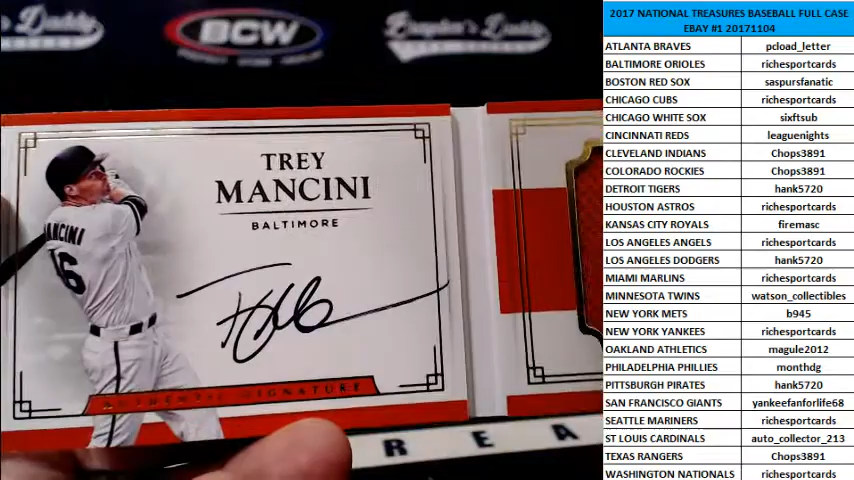 Daddy
BCW
Brayden's Daddy
TREY
MANCINI
BALTIMORE
MANCINI
16
AUTHENTIC SIGNATURE
REA
2017 NATIONAL TREASURES BASEBALL FULL CASE
EBAY #1 20171104
ATLANTA BRAVES pcload_letter
BALTIMORE ORIOLES richesportcards
BOSTON RED SOX saspursfanatic
CHICAGO CUBS richesportcards
CHICAGO WHITE SOX sixftsub
CINCINNATI REDS leaguenights
CLEVELAND INDIANS Chops3891
COLORADO ROCKIES Chops3891
DETROIT TIGERS hank5720
HOUSTON ASTROS richesportcards
KANSAS CITY ROYALS firemasc
LOS ANGELES ANGELS richesportcards
LOS ANGELES DODGERS hank5720
MIAMI MARLINS richesportcards
MINNESOTA TWINS watson_collectibles
NEW YORK METS b945
NEW YORK YANKEES richesportcards
OAKLAND ATHLETICS magule2012
PHILADELPHIA PHILLIES monthdg
PITTSBURGH PIRATES hank5720
SAN FRANCISCO GIANTS yankeefanforlife68
SEATTLE MARINERS richesportcards
ST LOUIS CARDINALS auto_collector_213
TEXAS RANGERS Chops3891
WASHINGTON NATIONALS richesportcards